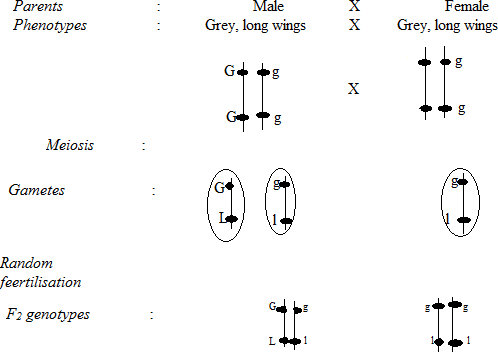 Parents : Male X Female
Phenotypes : Grey, long wings X Grey, long wings
G g g
X
G g g
Meiosis :
Gametes : G g g
L l l
Random
feertilisation
F2 genotypes : G g g g
L l l l